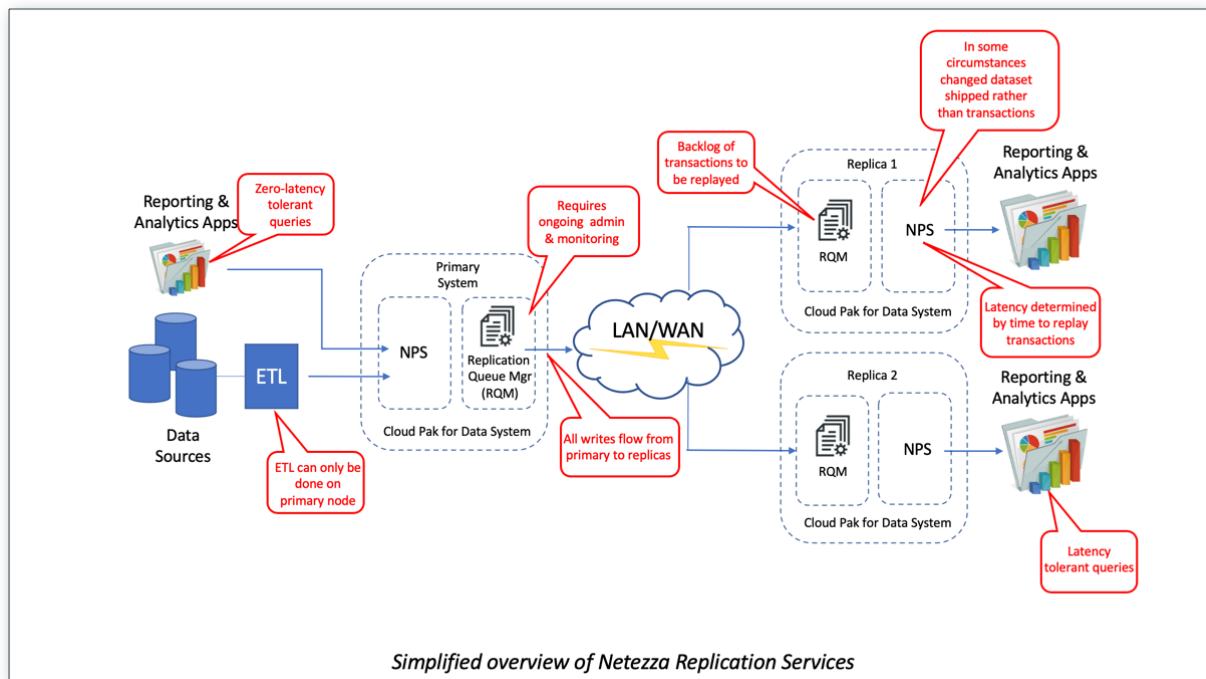 In some
circumstances
changed dataset
shipped rather
than transactions
Backlog of
transactions to
be replayed
Replica 1
Reporting &
Analytics Apps
Zero-latency
tolerant
queries
Reporting &
Analytics Apps
Requires
ongoing admin
& monitoring
NPS
RQM
Primary
System
Cloud Pak for Data System
LAN/WAN
Latency determined
by time to replay
transactions
NPS
Replication
Queue Mgr
(RQM)
ETL
Replica 2
Reporting &
Analytics Apps
Cloud Pak for Data System
Data
Sources
All writes flow from
primary to replicas
NPS
RQM
ETL can only be
done on
primary node
Cloud Pak for Data System
Latency
tolerant queries
Simplified overview of Netezza Replication Services